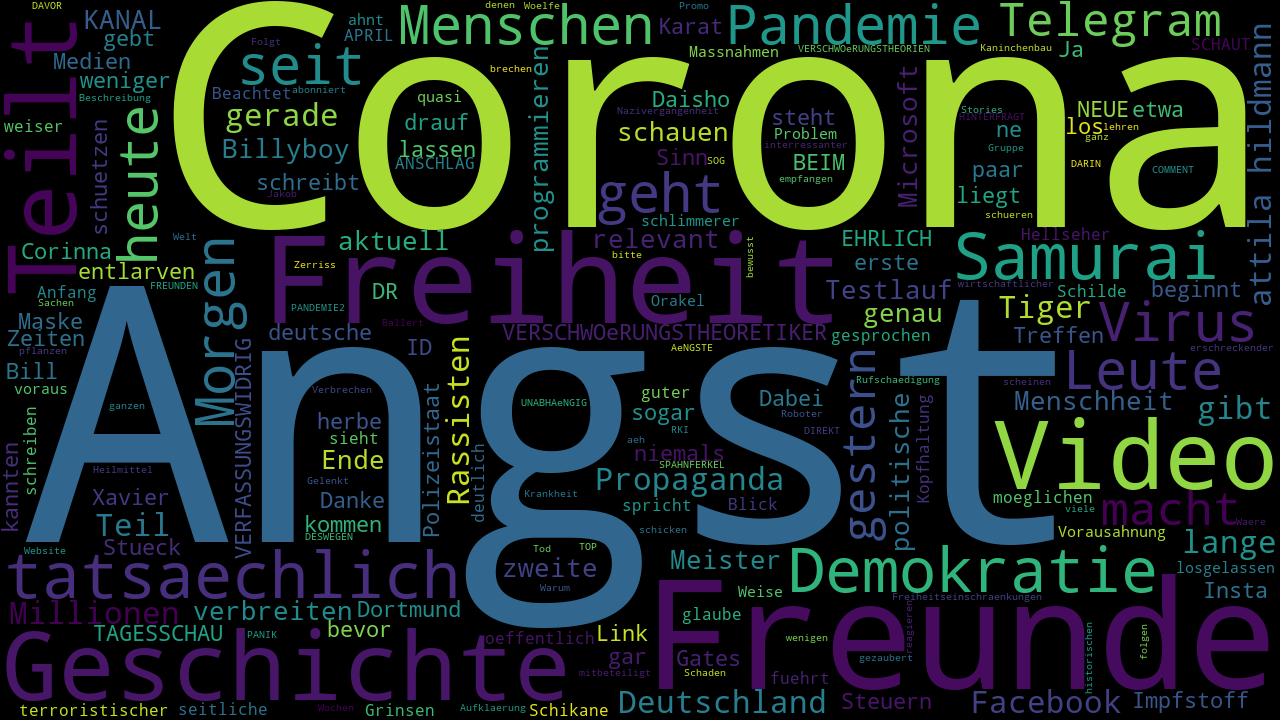 DAVOR
KANAL
ahnt
APRIL
gebt
Medien
weniger
Beschreibung
weiser
Teilt
schuetzen
heute
Corona
Folgt
seit
Beachtet
abonniert
gerade
Billyboy
schreibt
Jakob
denen
Woelfe
Menschen
brechen
quasi
drauf
lassen
ANSCHLAG
programmieren
Promo
Karat
Pandemie
Massnahmen
VERSCHWOeRUNGSTHEORIEN
Daisho
Nazivergangenheit
schauen
Sinn
SOG
geht
schlimmerer
steht
Problem
interressanter
BEIM
empfangen
Microsoft
Telegram
Kaninchenbau
Ja
SCHAUT
Stories
HiNTERFRAGT
ne
Gruppe
paar
liegt
schueren
NEUE
etwa
los
lehren
ganz
DARIN
COMMENT
attila hildmann
Corinna
entlarven
Welt
FREUNDEN
Anfang
Sachen
Maske
Zeiten
pflanzen
Bill
voraus
Morgen
Freiheit
aktuell
Zerriss
DR
PANDEMIE2
Ballert
deutsche
ID
VERSCHWOeRUNGSTHEORETIKER
relevant
bitte
bewusst
Orakel
EHRLICH
erste
Testlauf
genau
gesprochen
Samurai
Hellseher
wirtschaftlicher
Schilde
beginnt
Tiger
Treffen
Virus
erschreckender
Leute
Menschheit
gibt
Angst
ganzen
schreiben
kannten
Heilmittel
Xavier
Teil
Stueck
Website
VERFASSUNGSWIDRIG
Verbrechen
herbe
sieht
Ende
Gelenkt
Danke
kommen
DESWEGEN
Polizeistaat
Rassisten
deutlich
UNABHAeNGIG
AeNGSTE
guter
sogar
RKI
aeh
niemals
SPAHNFERKEL
Propaganda
Krankheit
spricht
Blick
schicken
Dabei
Roboter
DIREKT
gestern
Rufschaedigung
politische
Kopfhaltung
Video
moeglichen
viele
macht
Waere
Vorausahnung
lange
losgelassen
Insta
tatsaechlich
Tod
TOP
zweite
Warum
Meister
Weise
Demokratie
Freiheitseinschraenkungen
Millionen
verbreiten
Dortmund
TAGESSCHAU
PANIK
bevor
oeffentlich
Link
glaube
wenigen
reagieren
gezaubert
Freunde
historischen
folgen
Geschichte
gar
Gates
mitbeteiligt
Schaden
fuehrt
terroristischer
seitliche
Wochen
Grinsen
Aufklaerung
Schikane
Deutschland
Steuern
Facebook
Impfstoff
scheinen